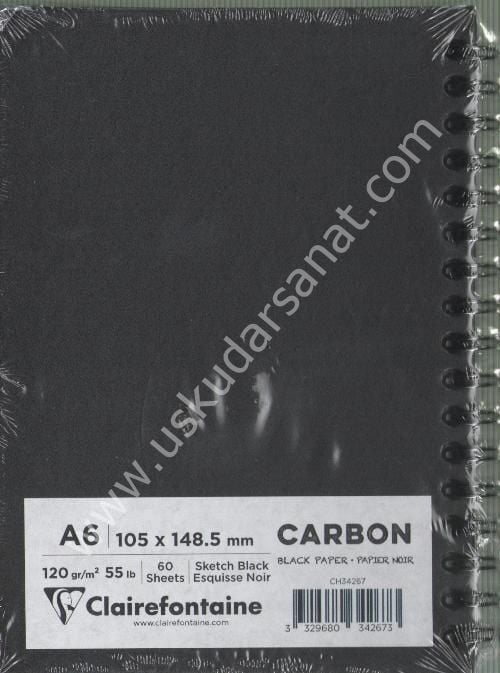 www.uskudarsanat.com
A6 | 105 x 148.5 mm CARBON
BLACK PAPER • PAPIER NOIR
120 gr/m² 55 lb | 60 Sheets | Sketch Black Esquisse Noir
CH34267
Clairefontaine
www.clairefontaine.com
3 329680 342673